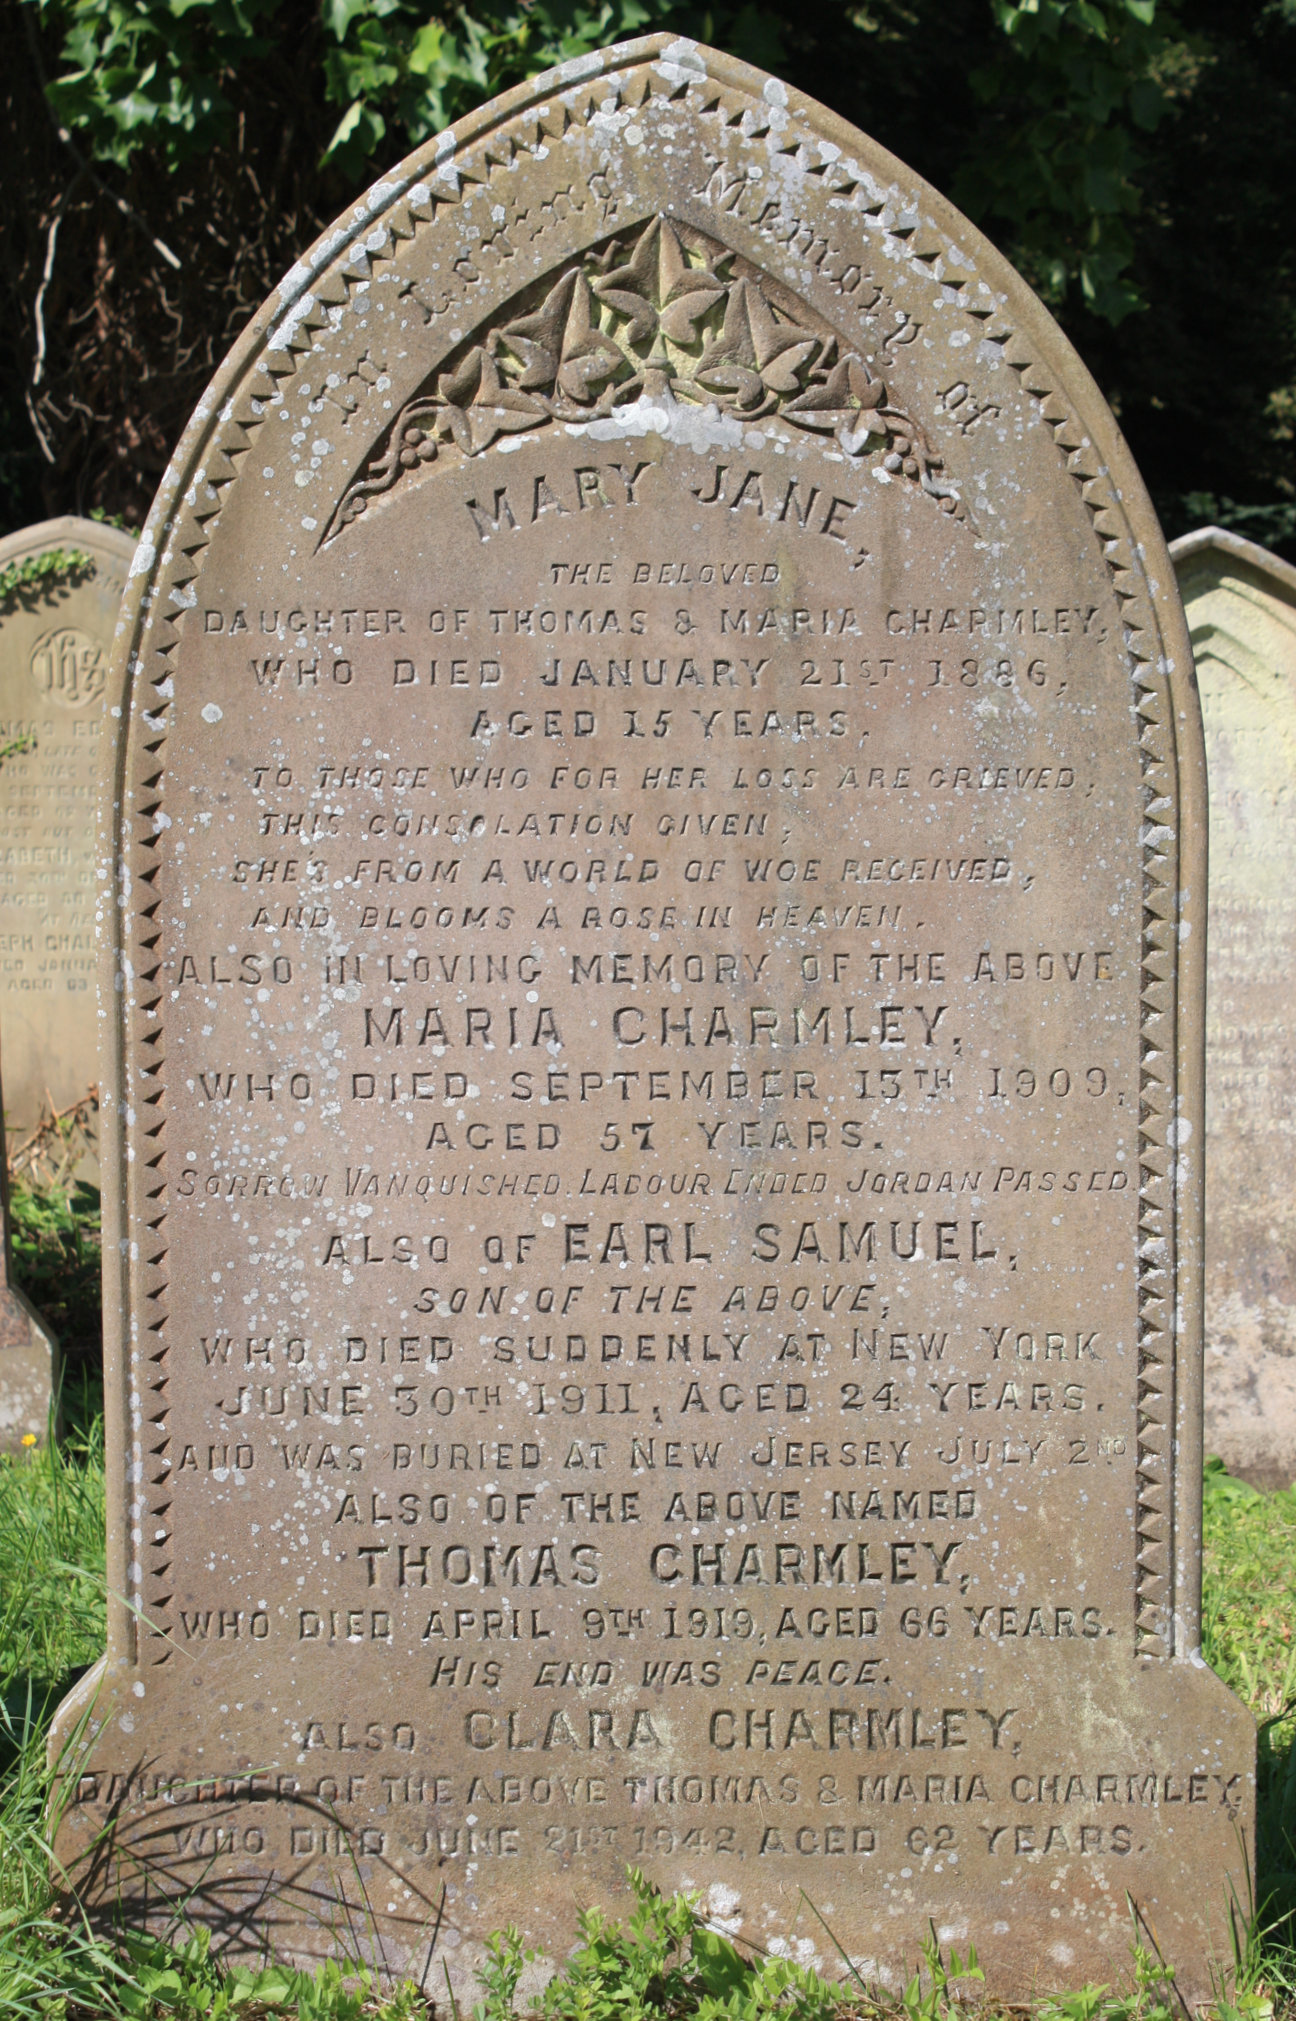 In Loving Memory of
MARY JANE,
THE BELOVED
DAUGHTER OF THOMAS & MARIA CHARMLEY,
WHO DIED JANUARY 21ST 1886,
AGED 15 YEARS.
TO THOSE WHO FOR HER LOSS ARE GRIEVED,
THIS CONSOLATION GIVEN,
SHE'S FROM A WORLD OF WOE RECEIVED,
AND BLOOMS A ROSE IN HEAVEN.
ALSO IN LOVING MEMORY OF THE ABOVE
MARIA CHARMLEY,
WHO DIED SEPTEMBER 13TH 1909,
AGED 57 YEARS.
SORROW VANQUISHED. LABOUR ENDED JORDAN PASSED.
ALSO OF EARL SAMUEL,
SON OF THE ABOVE,
WHO DIED SUDDENLY AT NEW YORK
JUNE 30TH 1911, AGED 24 YEARS.
AND WAS BURIED AT NEW JERSEY JULY 2ND
ALSO OF THE ABOVE NAMED
THOMAS CHARMLEY,
WHO DIED APRIL 9TH 1919, AGED 66 YEARS.
HIS END WAS PEACE.
ALSO CLARA CHARMLEY,
DAUGHTER OF THE ABOVE THOMAS & MARIA CHARMLEY,
WHO DIED JUNE 21ST 1942, AGED 62 YEARS.
IHS